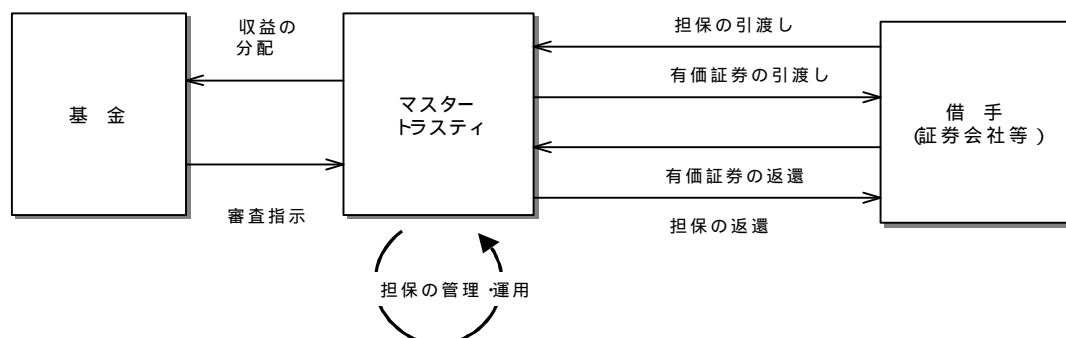 収益の
分配
基 金
審査指示
マスター
トラスティ
担保の管理・運用
担保の引渡し
有価証券の引渡し
有価証券の返還
担保の返還
借 手
(証券会社等)